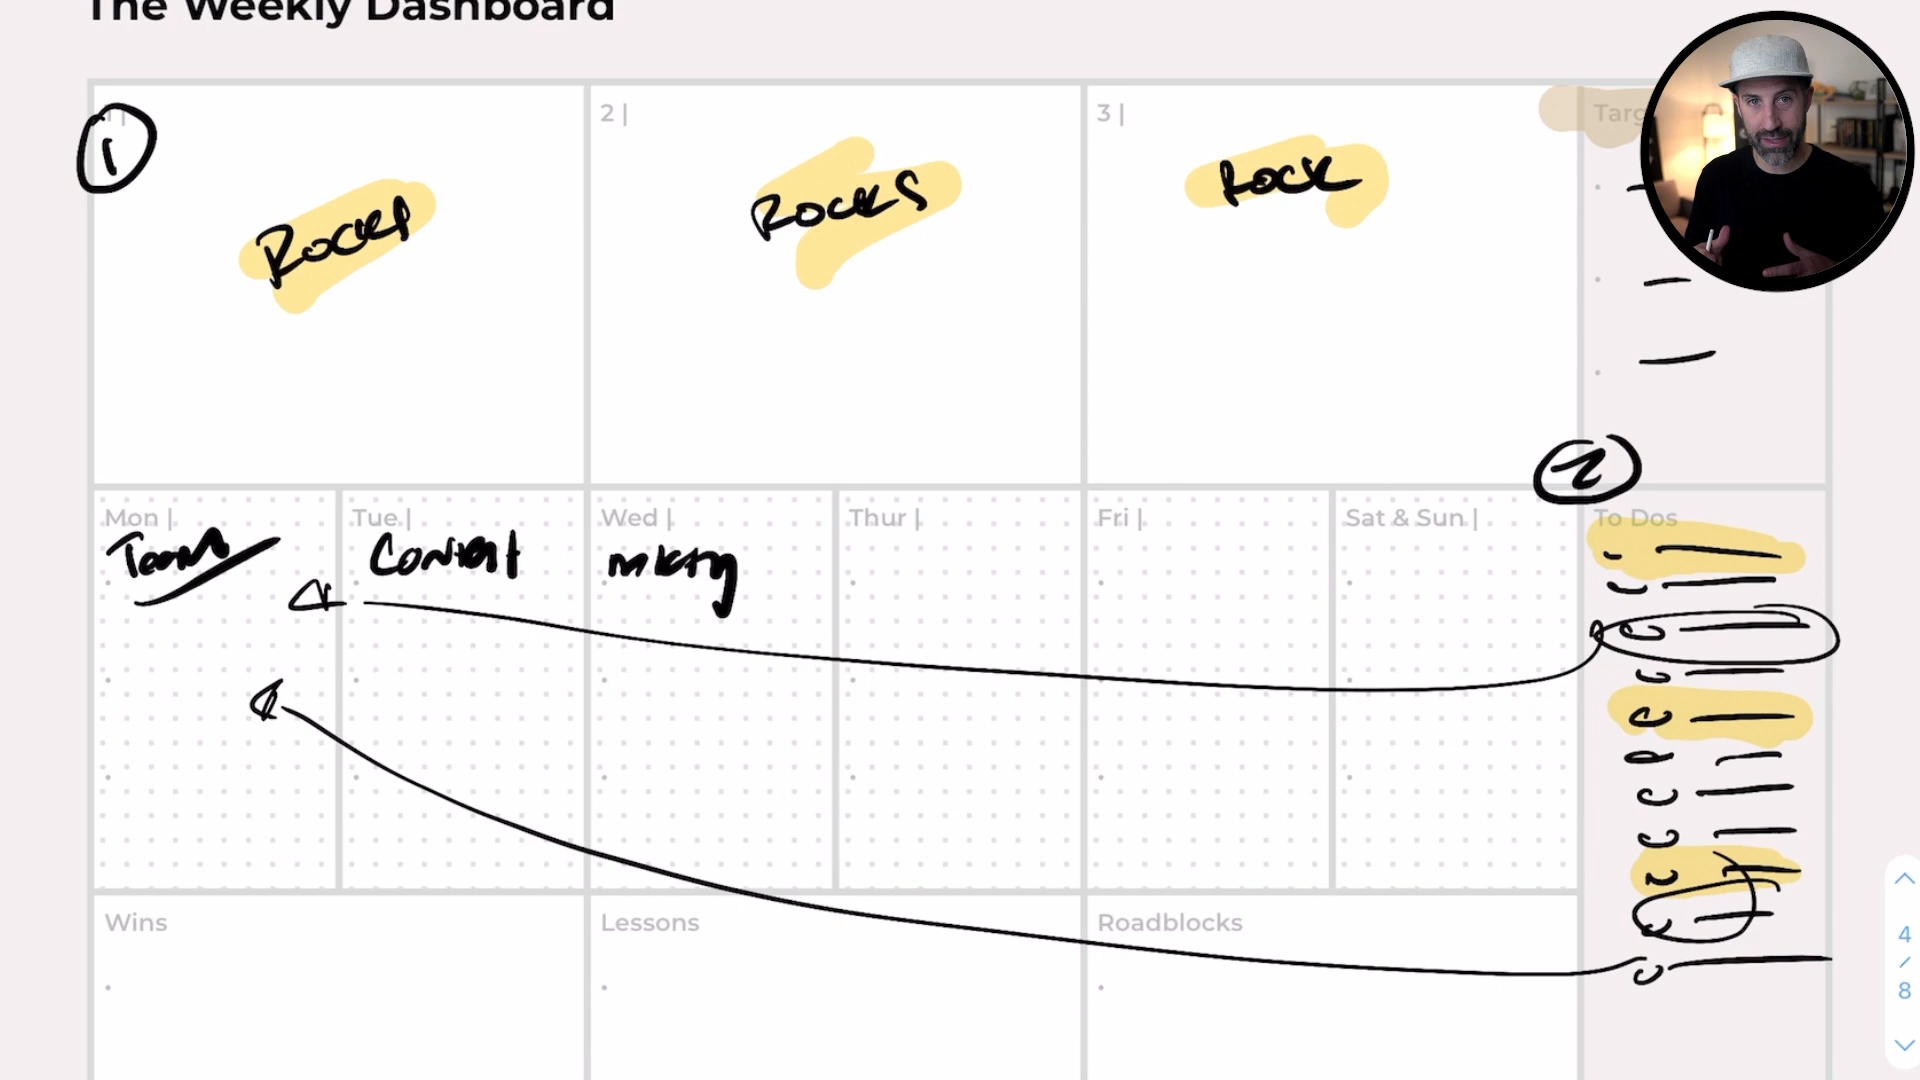 The Weekly Dashboard
1
2 |
3 |
Rocks
Rocks
Rock
2
Mon |
Tue |
Wed |
Thur |
Fri |
Sat & Sun |
To Dos
Team
Content
mktg
Wins
Lessons
Roadblocks
4
/
8